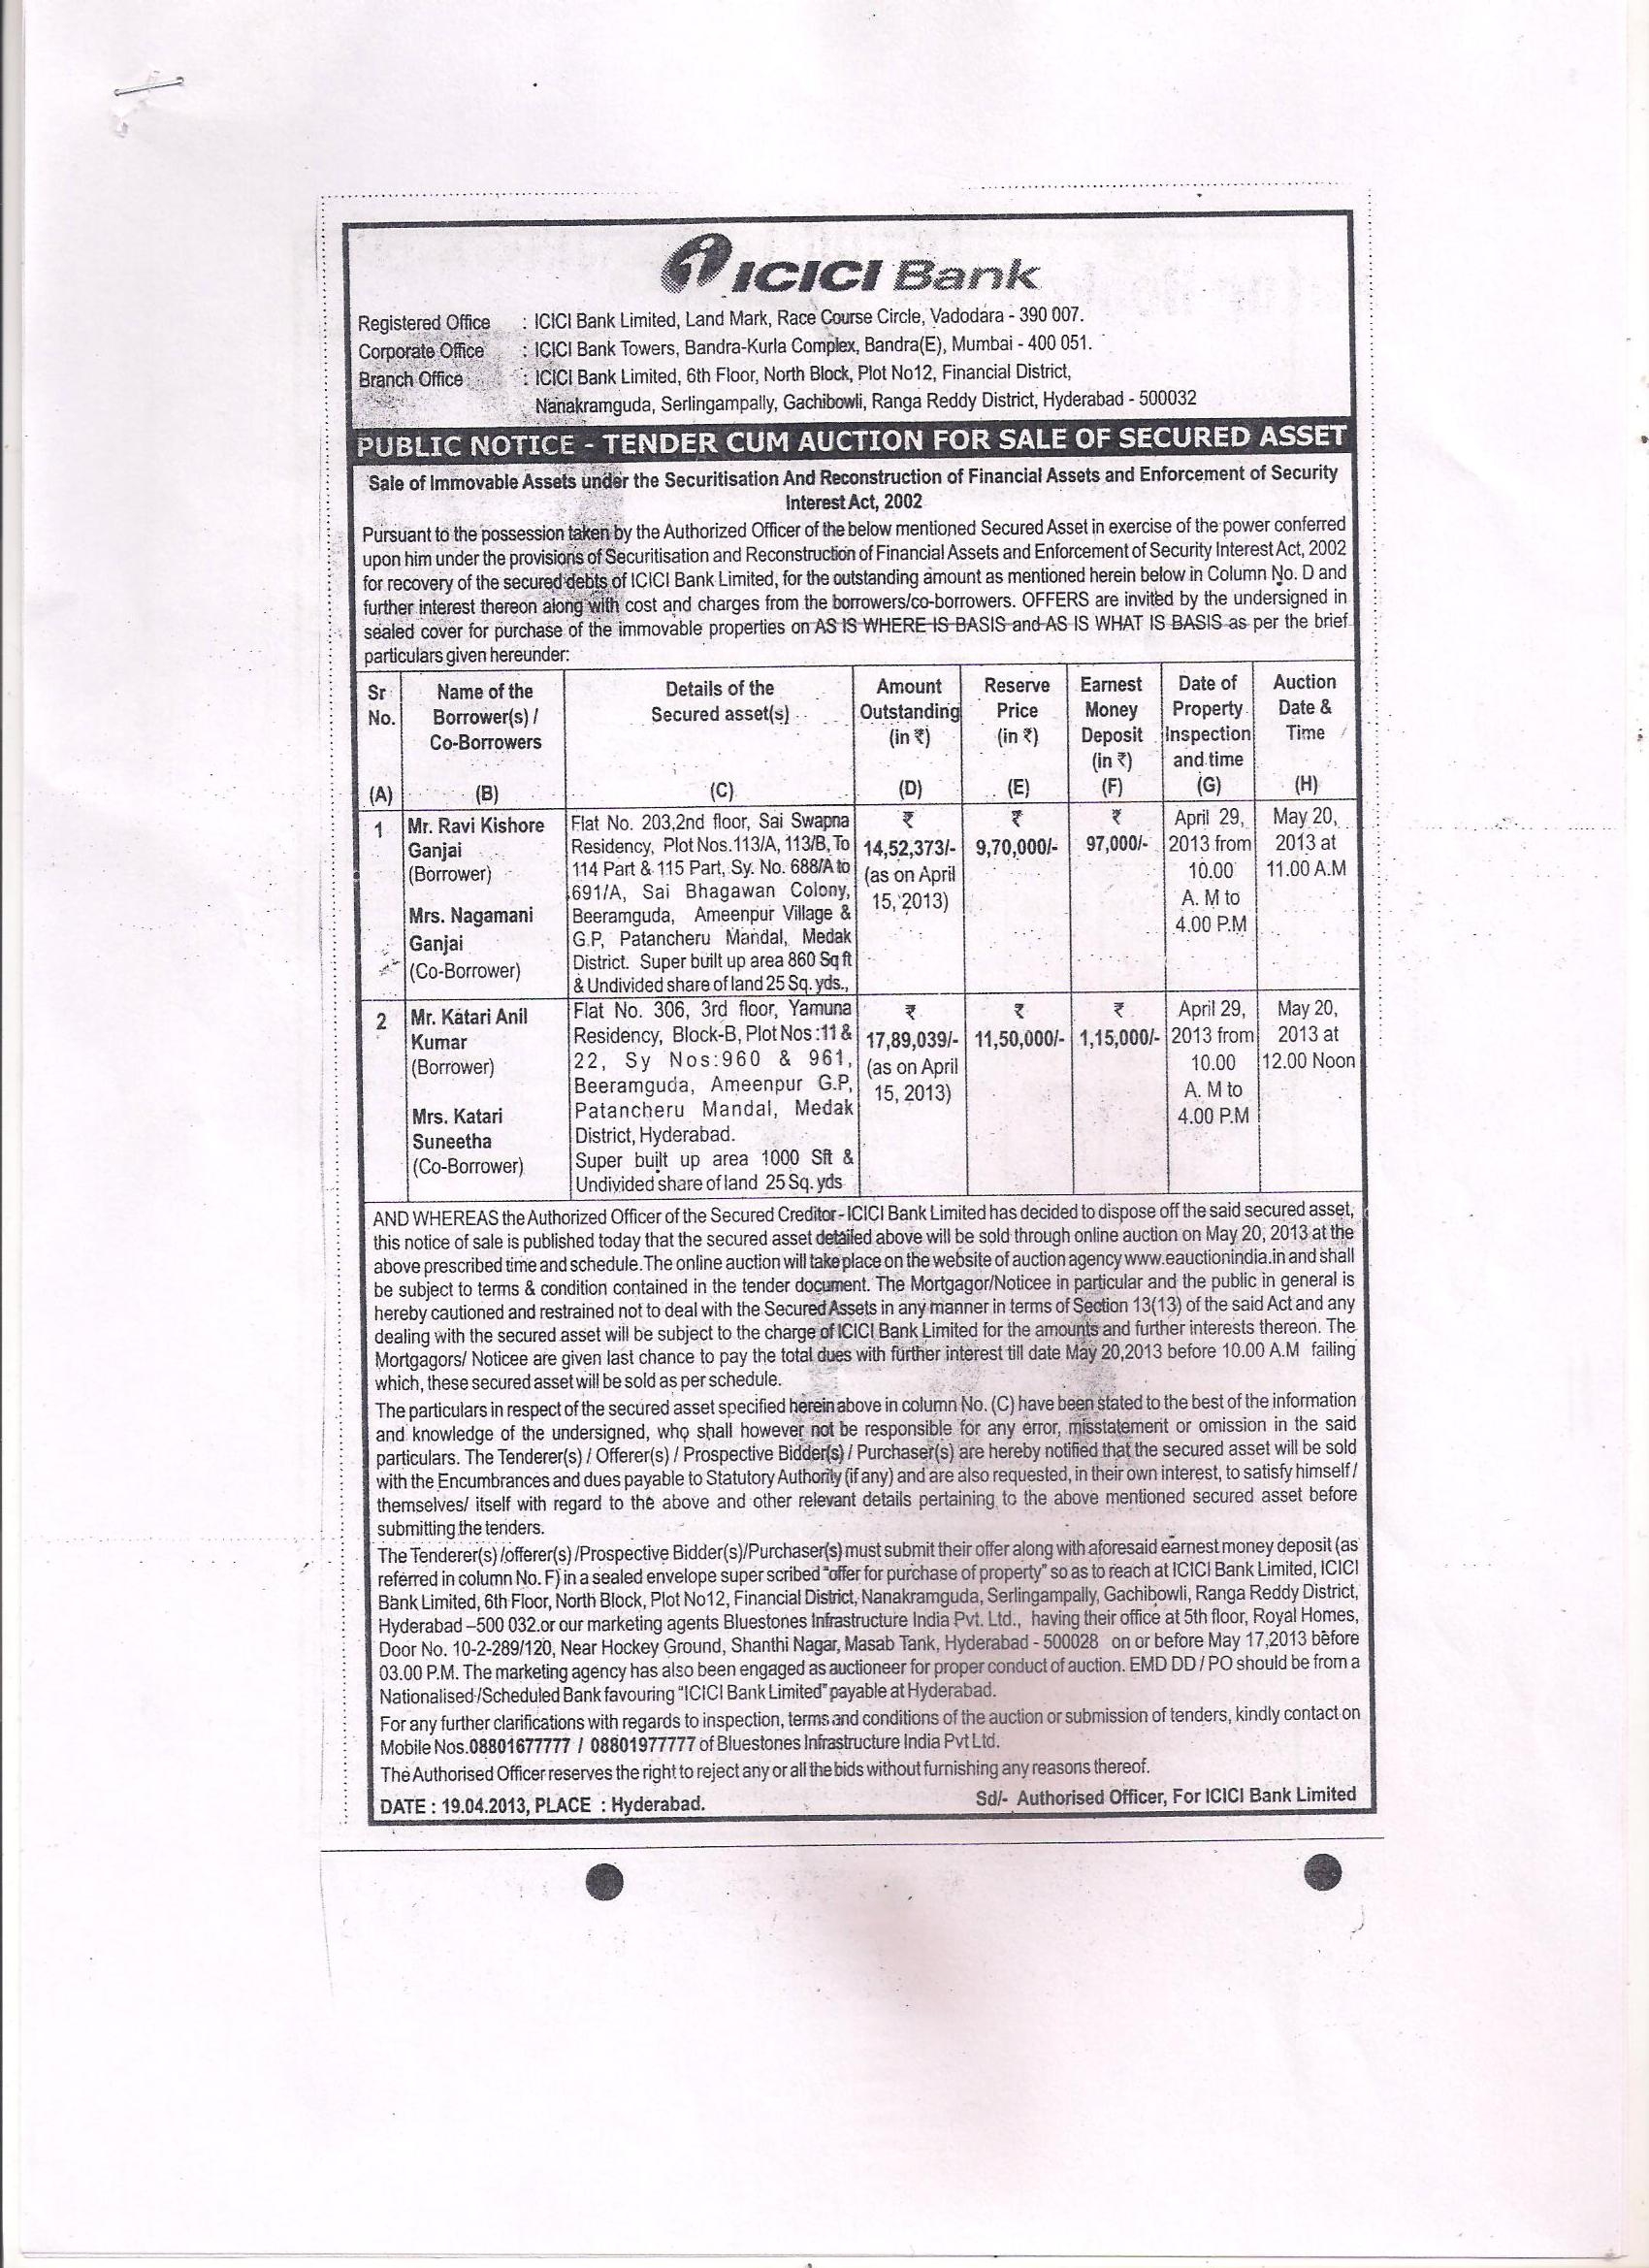 ICICI Bank
Registered Office : ICICI Bank Limited, Land Mark, Race Course Circle, Vadodara - 390 007.
Corporate Office : ICICI Bank Towers, Bandra-Kurla Complex, Bandra(E), Mumbai - 400 051.
Branch Office : ICICI Bank Limited, 6th Floor, North Block, Plot No12, Financial District,
Nanakramguda, Serlingampally, Gachibowli, Ranga Reddy District, Hyderabad - 500032
PUBLIC NOTICE - TENDER CUM AUCTION FOR SALE OF SECURED ASSET
Sale of Immovable Assets under the Securitisation And Reconstruction of Financial Assets and Enforcement of Security
Interest Act, 2002
Pursuant to the possession taken by the Authorized Officer of the below mentioned Secured Asset in exercise of the power conferred
upon him under the provisions of Securitisation and Reconstruction of Financial Assets and Enforcement of Security Interest Act, 2002
for recovery of the secured debts of ICICI Bank Limited, for the outstanding amount as mentioned herein below in Column No. D and
further interest thereon along with cost and charges from the borrowers/co-borrowers. OFFERS are invited by the undersigned in
sealed cover for purchase of the immovable properties on AS IS WHERE IS BASIS and AS IS WHAT IS BASIS as per the brief
particulars given hereunder:
Sr No. (A)
Name of the Borrower(s) / Co-Borrowers (B)
Details of the Secured asset(s) (C)
Amount Outstanding (in ₹) (D)
Reserve Price (in ₹) (E)
Earnest Money Deposit (in ₹) (F)
Date of Property Inspection and time (G)
Auction Date & Time (H)
1
Mr. Ravi Kishore
Ganjai
(Borrower)
Mrs. Nagamani
Ganjai
(Co-Borrower)
Flat No. 203,2nd floor, Sai Swapna
Residency, Plot Nos.113/A, 113/B, To
114 Part & 115 Part, Sy. No. 688/A to
691/A, Sai Bhagawan Colony,
Beeramguda, Ameenpur Village &
G.P, Patancheru Mandal, Medak
District. Super built up area 860 Sq ft
& Undivided share of land 25 Sq. yds.,
₹
14,52,373/-
(as on April
15, 2013)
₹
9,70,000/-
₹
97,000/-
April 29,
2013 from
10.00
A. M to
4.00 P.M
May 20,
2013 at
11.00 A.M
2
Mr. Katari Anil
Kumar
(Borrower)
Mrs. Katari
Suneetha
(Co-Borrower)
Flat No. 306, 3rd floor, Yamuna
Residency, Block-B, Plot Nos:11 &
22, Sy Nos:960 & 961,
Beeramguda, Ameenpur G.P,
Patancheru Mandal, Medak
District, Hyderabad.
Super built up area 1000 Sft &
Undivided share of land 25 Sq. yds
₹
17,89,039/-
(as on April
15, 2013)
₹
11,50,000/-
₹
1,15,000/-
April 29,
2013 from
10.00
A. M to
4.00 P.M
May 20,
2013 at
12.00 Noon
AND WHEREAS the Authorized Officer of the Secured Creditor - ICICI Bank Limited has decided to dispose off the said secured asset,
this notice of sale is published today that the secured asset detailed above will be sold through online auction on May 20, 2013 at the
above prescribed time and schedule. The online auction will take place on the website of auction agency www.eauctionindia.in and shall
be subject to terms & condition contained in the tender document. The Mortgagor/Noticee in particular and the public in general is
hereby cautioned and restrained not to deal with the Secured Assets in any manner in terms of Section 13(13) of the said Act and any
dealing with the secured asset will be subject to the charge of ICICI Bank Limited for the amounts and further interests thereon. The
Mortgagors/ Noticee are given last chance to pay the total dues with further interest till date May 20,2013 before 10.00 A.M failing
which, these secured asset will be sold as per schedule.
The particulars in respect of the secured asset specified herein above in column No. (C) have been stated to the best of the information
and knowledge of the undersigned, who shall however not be responsible for any error, misstatement or omission in the said
particulars. The Tenderer(s) / Offerer(s) / Prospective Bidder(s) / Purchaser(s) are hereby notified that the secured asset will be sold
with the Encumbrances and dues payable to Statutory Authority (if any) and are also requested, in their own interest, to satisfy himself /
themselves/ itself with regard to the above and other relevant details pertaining to the above mentioned secured asset before
submitting the tenders.
The Tenderer(s) /offerer(s) /Prospective Bidder(s)/Purchaser(s) must submit their offer along with aforesaid earnest money deposit (as
referred in column No. F) in a sealed envelope super scribed "offer for purchase of property" so as to reach at ICICI Bank Limited, ICICI
Bank Limited, 6th Floor, North Block, Plot No12, Financial District, Nanakramguda, Serlingampally, Gachibowli, Ranga Reddy District,
Hyderabad –500 032.or our marketing agents Bluestones Infrastructure India Pvt. Ltd., having their office at 5th floor, Royal Homes,
Door No. 10-2-289/120, Near Hockey Ground, Shanthi Nagar, Masab Tank, Hyderabad - 500028 on or before May 17,2013 before
03.00 P.M. The marketing agency has also been engaged as auctioneer for proper conduct of auction. EMD DD / PO should be from a
Nationalised /Scheduled Bank favouring "ICICI Bank Limited" payable at Hyderabad.
For any further clarifications with regards to inspection, terms and conditions of the auction or submission of tenders, kindly contact on
Mobile Nos.08801677777 / 08801977777 of Bluestones Infrastructure India Pvt Ltd.
The Authorised Officer reserves the right to reject any or all the bids without furnishing any reasons thereof.
DATE : 19.04.2013, PLACE : Hyderabad. Sd/- Authorised Officer, For ICICI Bank Limited